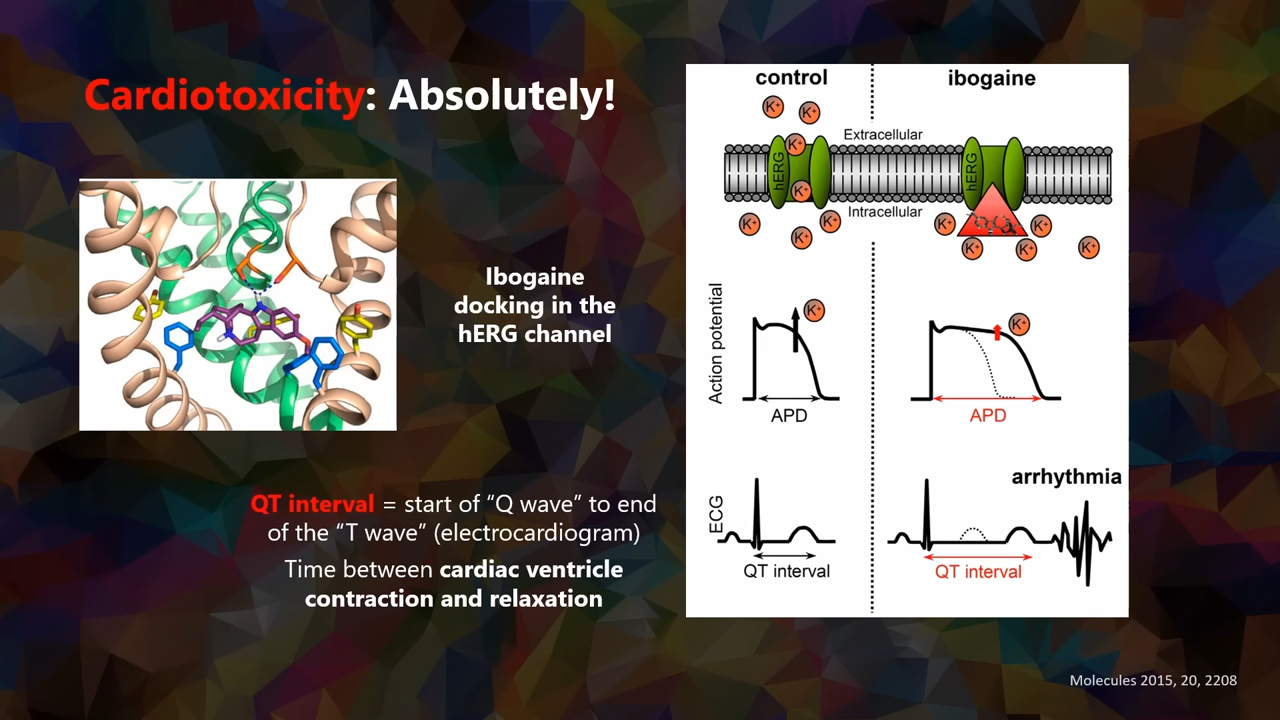 Cardiotoxicity: Absolutely!
Ibogaine
docking in the
hERG channel
QT interval = start of “Q wave” to end
of the “T wave” (electrocardiogram)
Time between cardiac ventricle
contraction and relaxation
control
ibogaine
K+
K+
K+
Extracellular
hERG
hERG
K+
Intracellular
K+
K+
K+
K+
K+
K+
K+
K+
Action potential
K+
K+
APD
APD
arrhythmia
ECG
QT interval
QT interval
Molecules 2015, 20, 2208